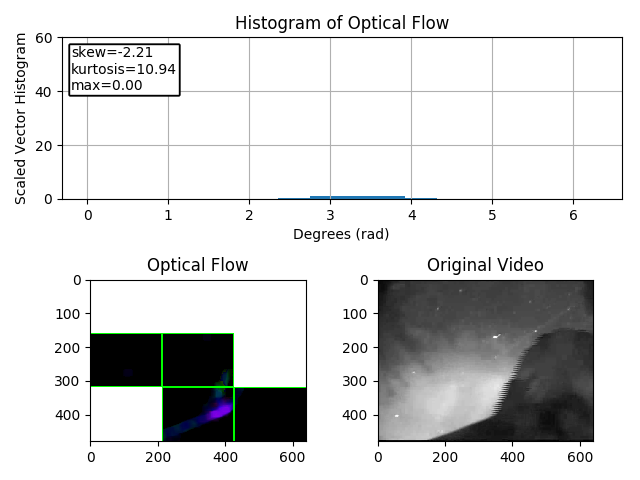 Histogram of Optical Flow
Scaled Vector Histogram
60
40
20
0
skew=-2.21
kurtosis=10.94
max=0.00
0 1 2 3 4 5 6
Degrees (rad)
Optical Flow
0
100
200
300
400
0 200 400 600
Original Video
0
100
200
300
400
0 200 400 600